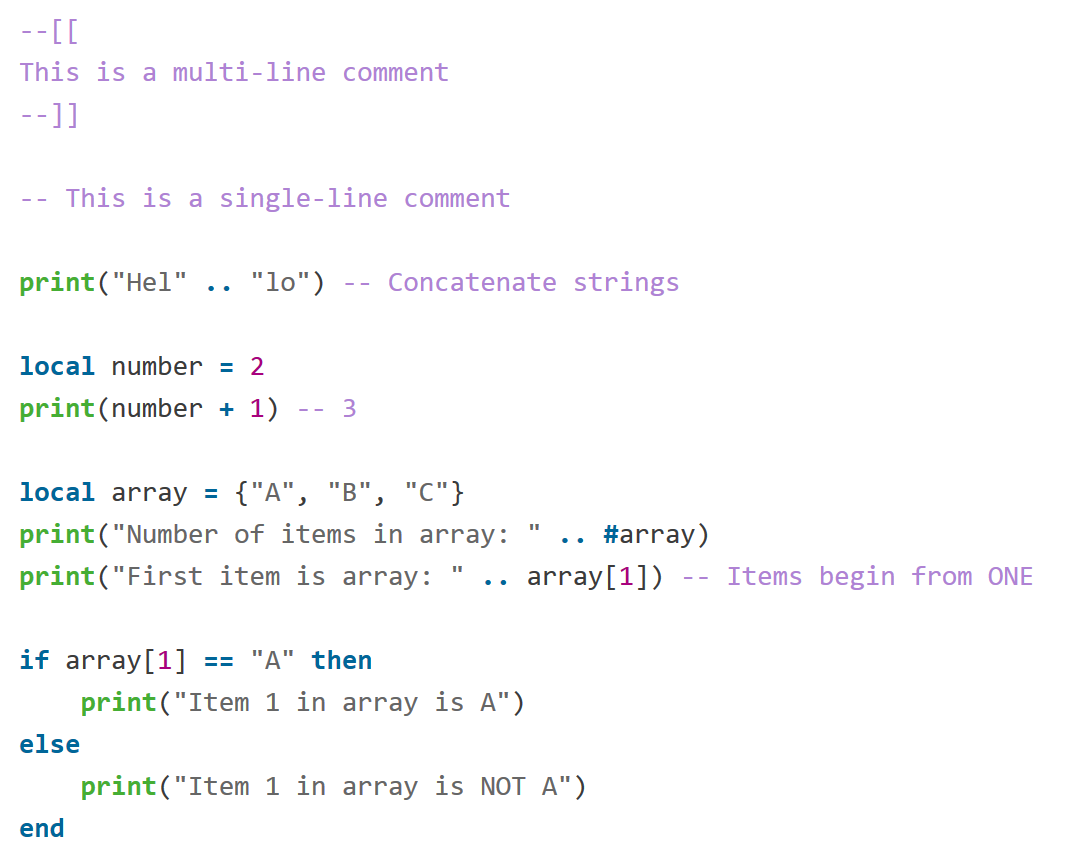 --[[
This is a multi-line comment
--]]

-- This is a single-line comment

print("Hel" .. "lo") -- Concatenate strings

local number = 2
print(number + 1) -- 3

local array = {"A", "B", "C"}
print("Number of items in array: " .. #array)
print("First item is array: " .. array[1]) -- Items begin from ONE

if array[1] == "A" then
    print("Item 1 in array is A")
else
    print("Item 1 in array is NOT A")
end